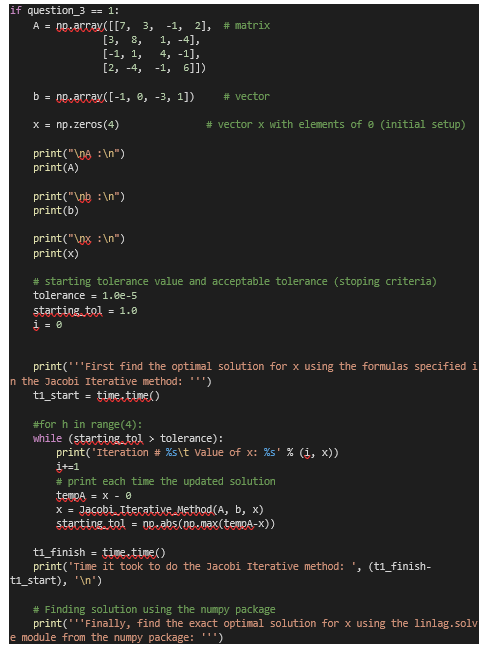 if question_3 == 1:
    A = np.array([[7,  3,  -1,  2],  # matrix
              [3,  8,   1, -4],
              [-1, 1,   4, -1],
              [2, -4,  -1,  6]])
    b = np.array([-1, 0, -3, 1])    # vector
    x = np.zeros(4)             # vector x with elements of 0 (initial setup)
    print("\nA :\n")
    print(A)
    print("\nb :\n")
    print(b)
    print("\nx :\n")
    print(x)
    # starting tolerance value and acceptable tolerance (stoping criteria)
    tolerance = 1.0e-5
    starting_tol = 1.0
    i = 0
    print('''First find the optimal solution for x using the formulas specified i
n the Jacobi Iterative method: ''')
    t1_start = time.time()
    #for h in range(4):
    while (starting_tol > tolerance):
        print('Iteration # %s\t Value of x: %s' % (i, x))
        i+=1
        # print each time the updated solution
        tempA = x - 0
        x = Jacobi_Iterative_Method(A, b, x)
        starting_tol = np.abs(np.max(tempA-x))
    t1_finish = time.time()
    print('Time it took to do the Jacobi Iterative method: ', (t1_finish-
t1_start), '\n')
    # Finding solution using the numpy package
    print('''Finally, find the exact optimal solution for x using the linlag.solv
e module from the numpy package: ''')